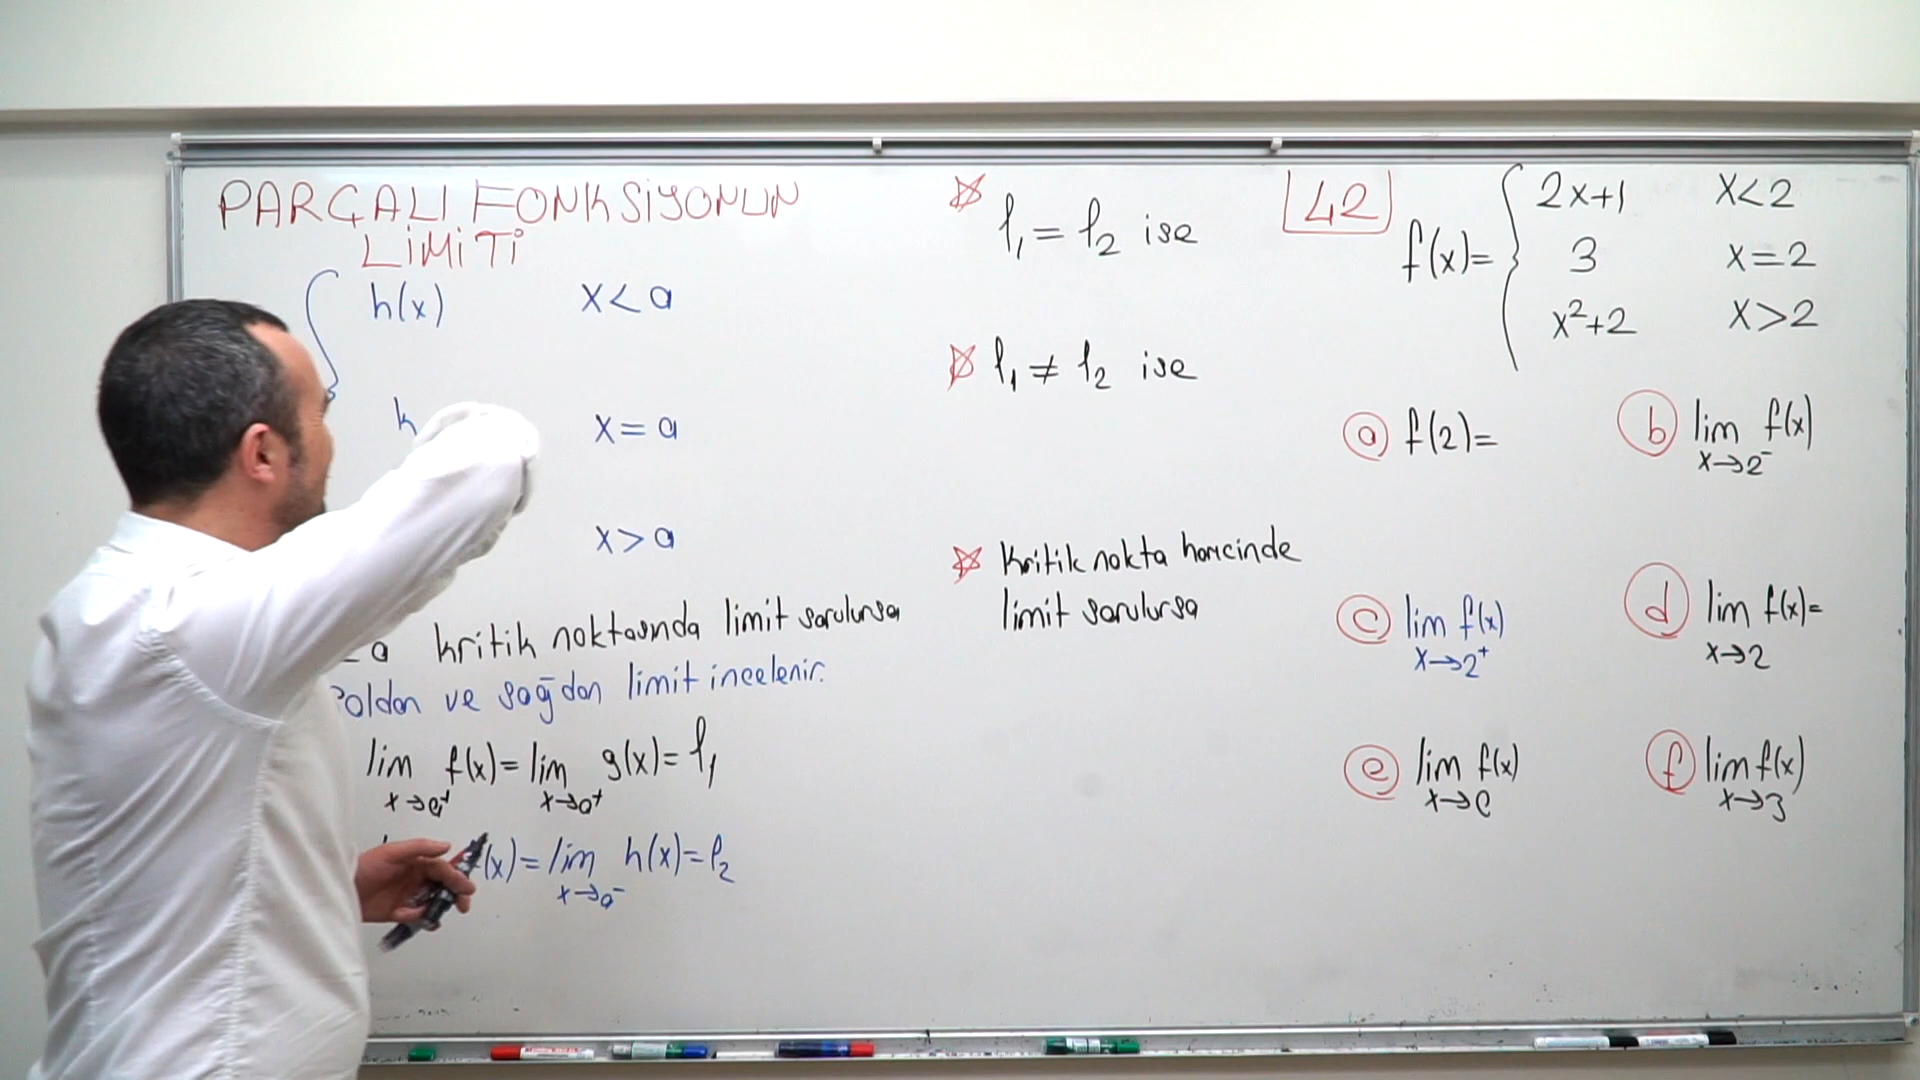 PARÇALI FONKSİYONUN
LİMİTİ
h(x) x<a
k x=a
x>a
a kritik noktasında limit sorulursa
Soldan ve sağdan limit incelenir.
lim f(x)=lim g(x)=l₁
x→a⁺ x→a⁺
(x)=lim h(x)=l₂
x→a⁻
l₁=l₂ ise
l₁≠l₂ ise
Kritik nokta haricinde
limit sorulursa
42
f(x)= { 2x+1 x<2
3 x=2
x²+2 x>2
a f(2)=
b lim f(x)
x→2⁻
c lim f(x)
x→2⁺
d lim f(x)=
x→2
e lim f(x)
x→0
f lim f(x)
x→3